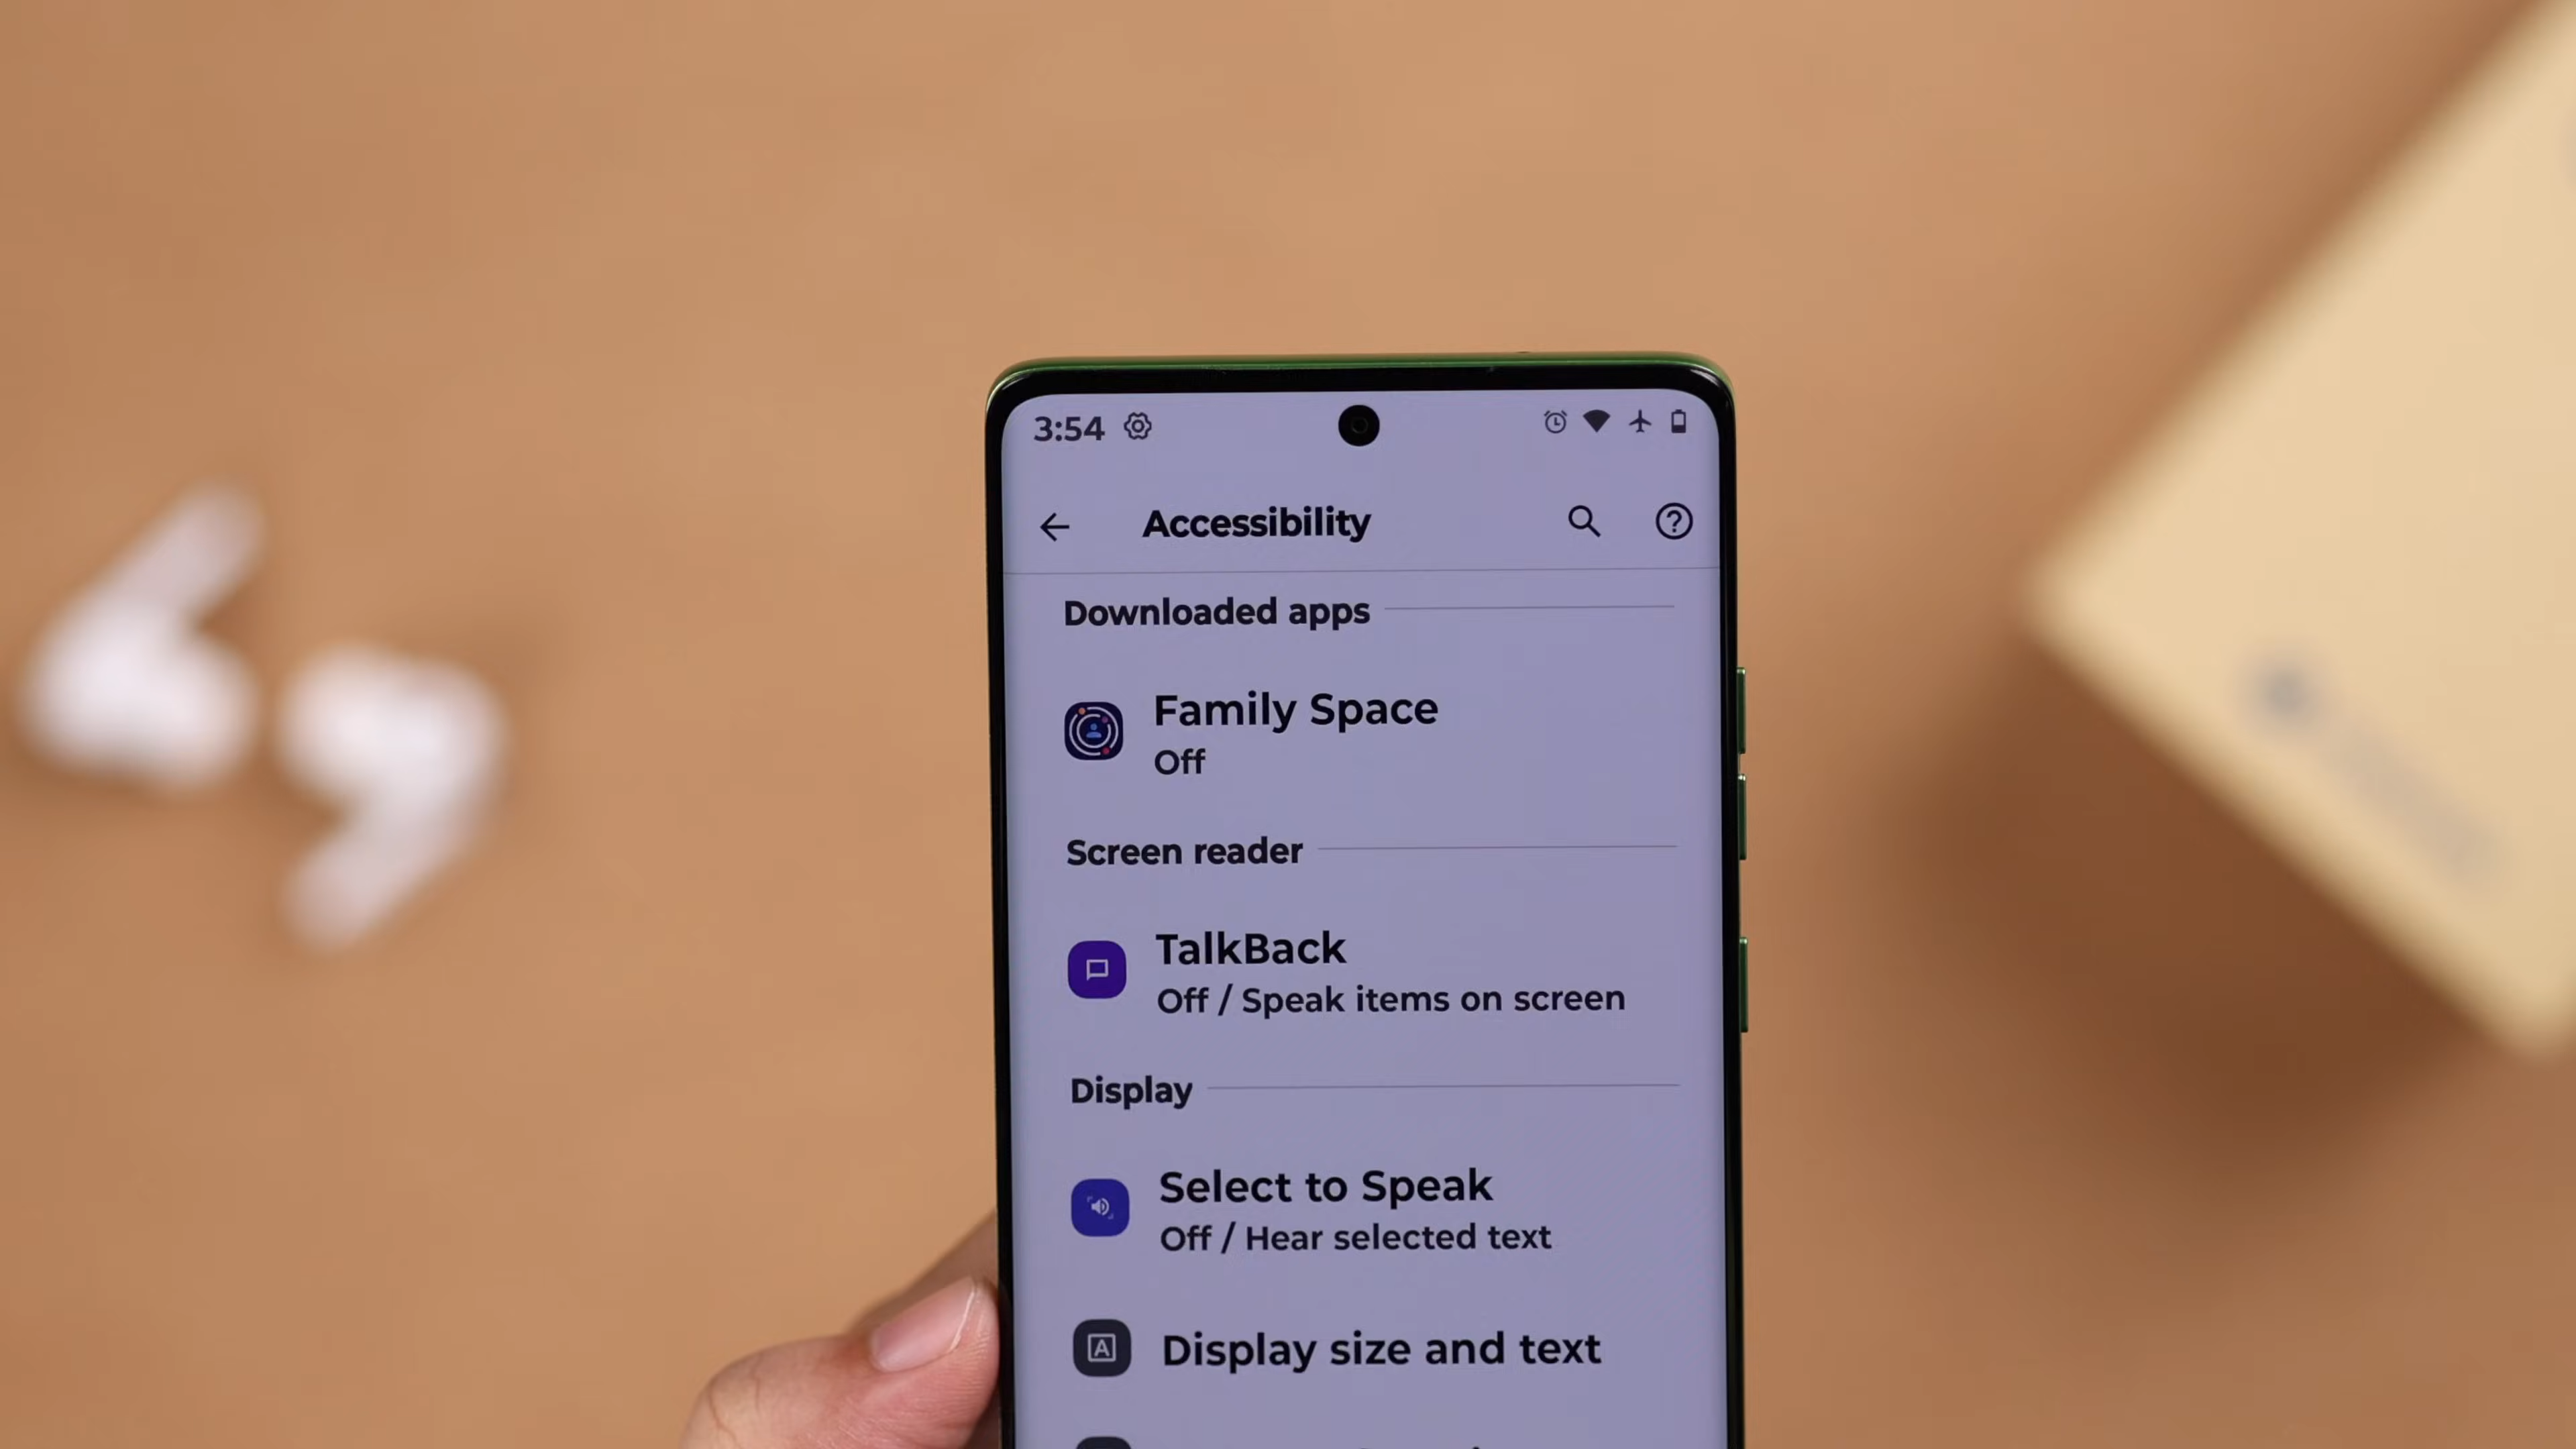 3:54
Accessibility
Downloaded apps
Family Space
Off
Screen reader
TalkBack
Off / Speak items on screen
Display
Select to Speak
Off / Hear selected text
Display size and text